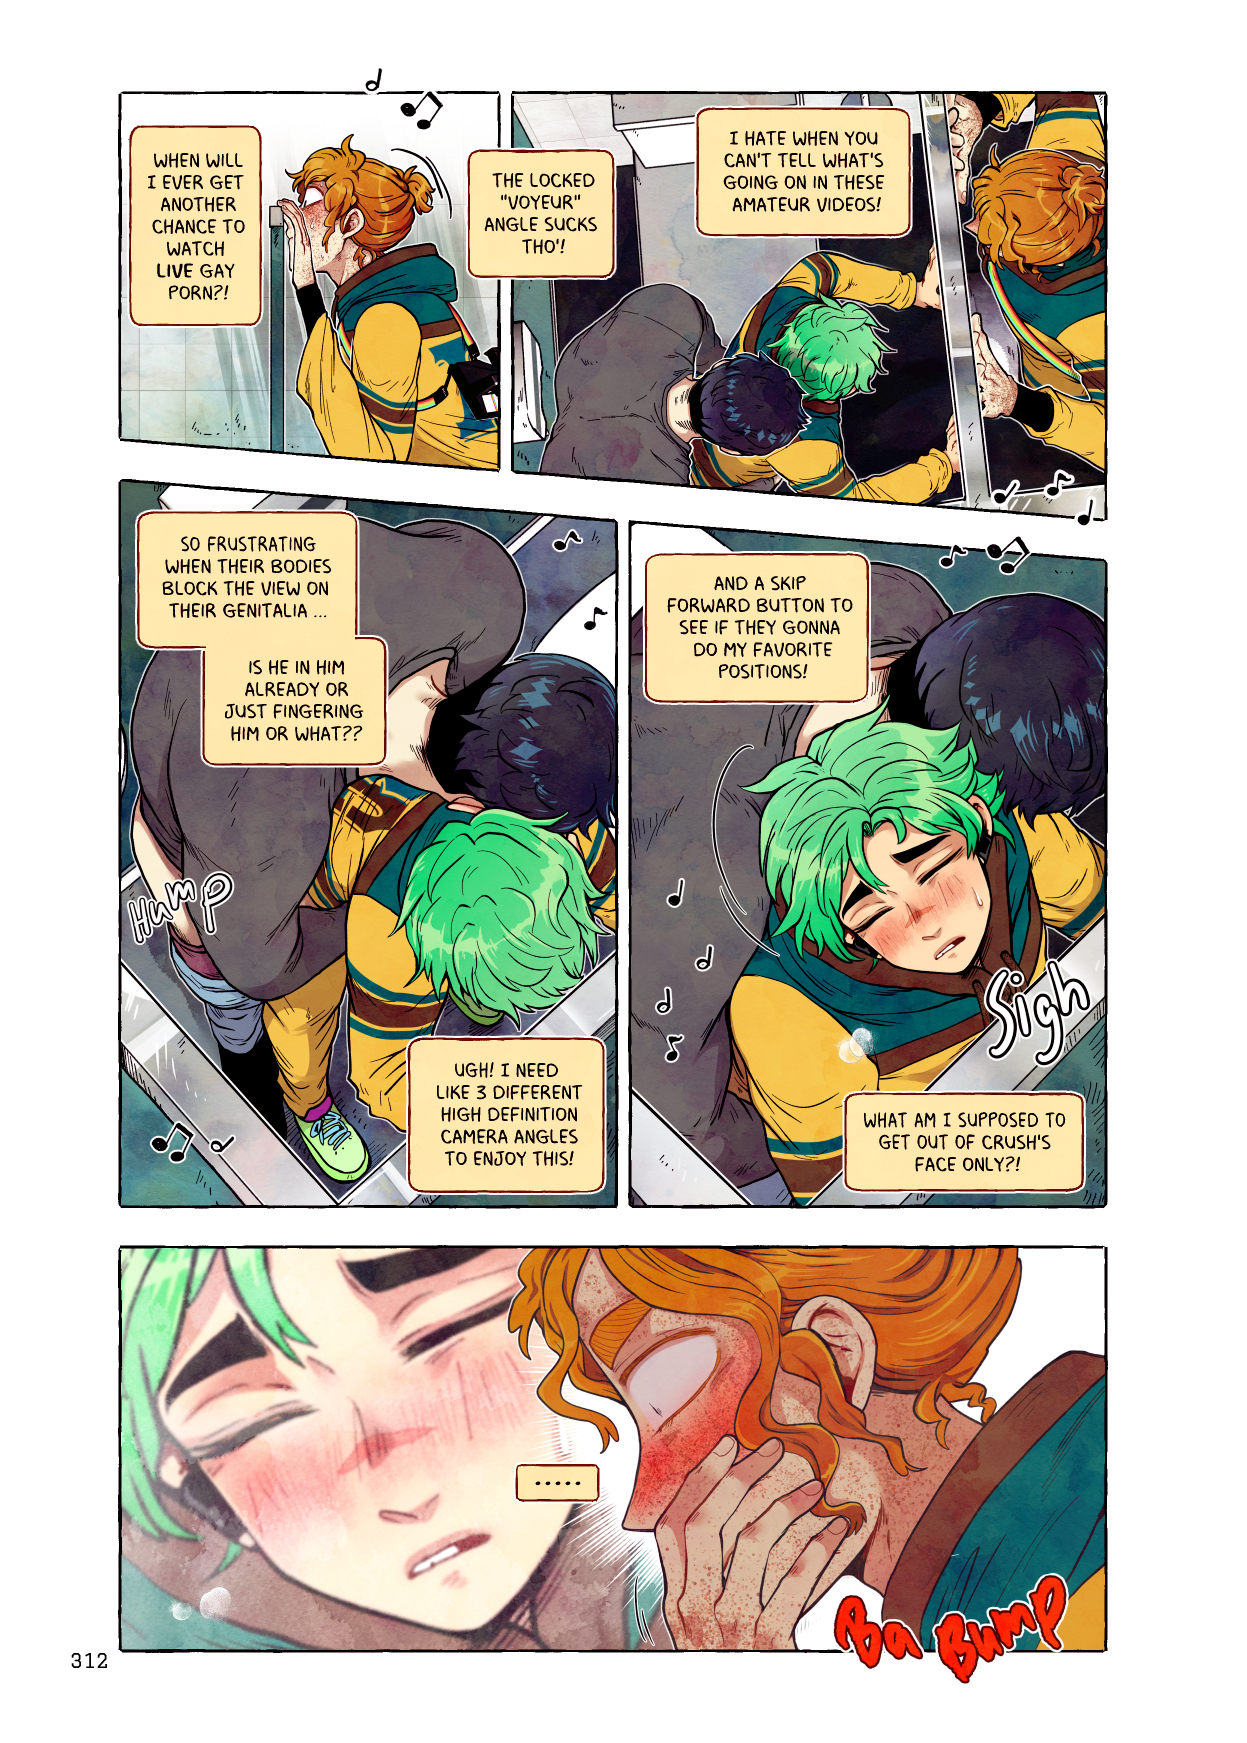 WHEN WILL
I EVER GET
ANOTHER
CHANCE TO
WATCH
LIVE GAY
PORN?!
THE LOCKED
"VOYEUR"
ANGLE SUCKS
THO'!
I HATE WHEN YOU
CAN'T TELL WHAT'S
GOING ON IN THESE
AMATEUR VIDEOS!
SO FRUSTRATING
WHEN THEIR BODIES
BLOCK THE VIEW ON
THEIR GENITALIA ...
IS HE IN HIM
ALREADY OR
JUST FINGERING
HIM OR WHAT??
HUMP
UGH! I NEED
LIKE 3 DIFFERENT
HIGH DEFINITION
CAMERA ANGLES
TO ENJOY THIS!
AND A SKIP
FORWARD BUTTON TO
SEE IF THEY GONNA
DO MY FAVORITE
POSITIONS!
Sigh
WHAT AM I SUPPOSED TO
GET OUT OF CRUSH'S
FACE ONLY?!
.....
Ba Bump
312